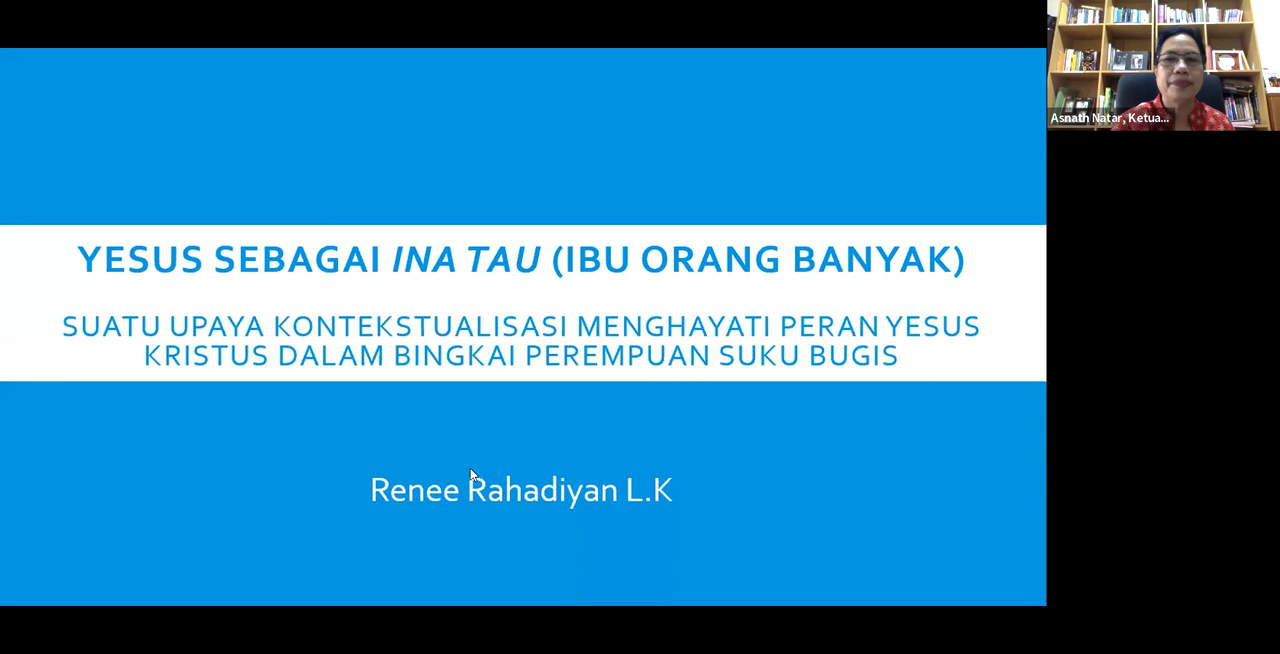 YESUS SEBAGAI INA TAU (IBU ORANG BANYAK)
SUATU UPAYA KONTEKSTUALISASI MENGHAYATI PERAN YESUS
KRISTUS DALAM BINGKAI PEREMPUAN SUKU BUGIS
Renee Rahadiyan L.K
Asnath Natar, Ketua...